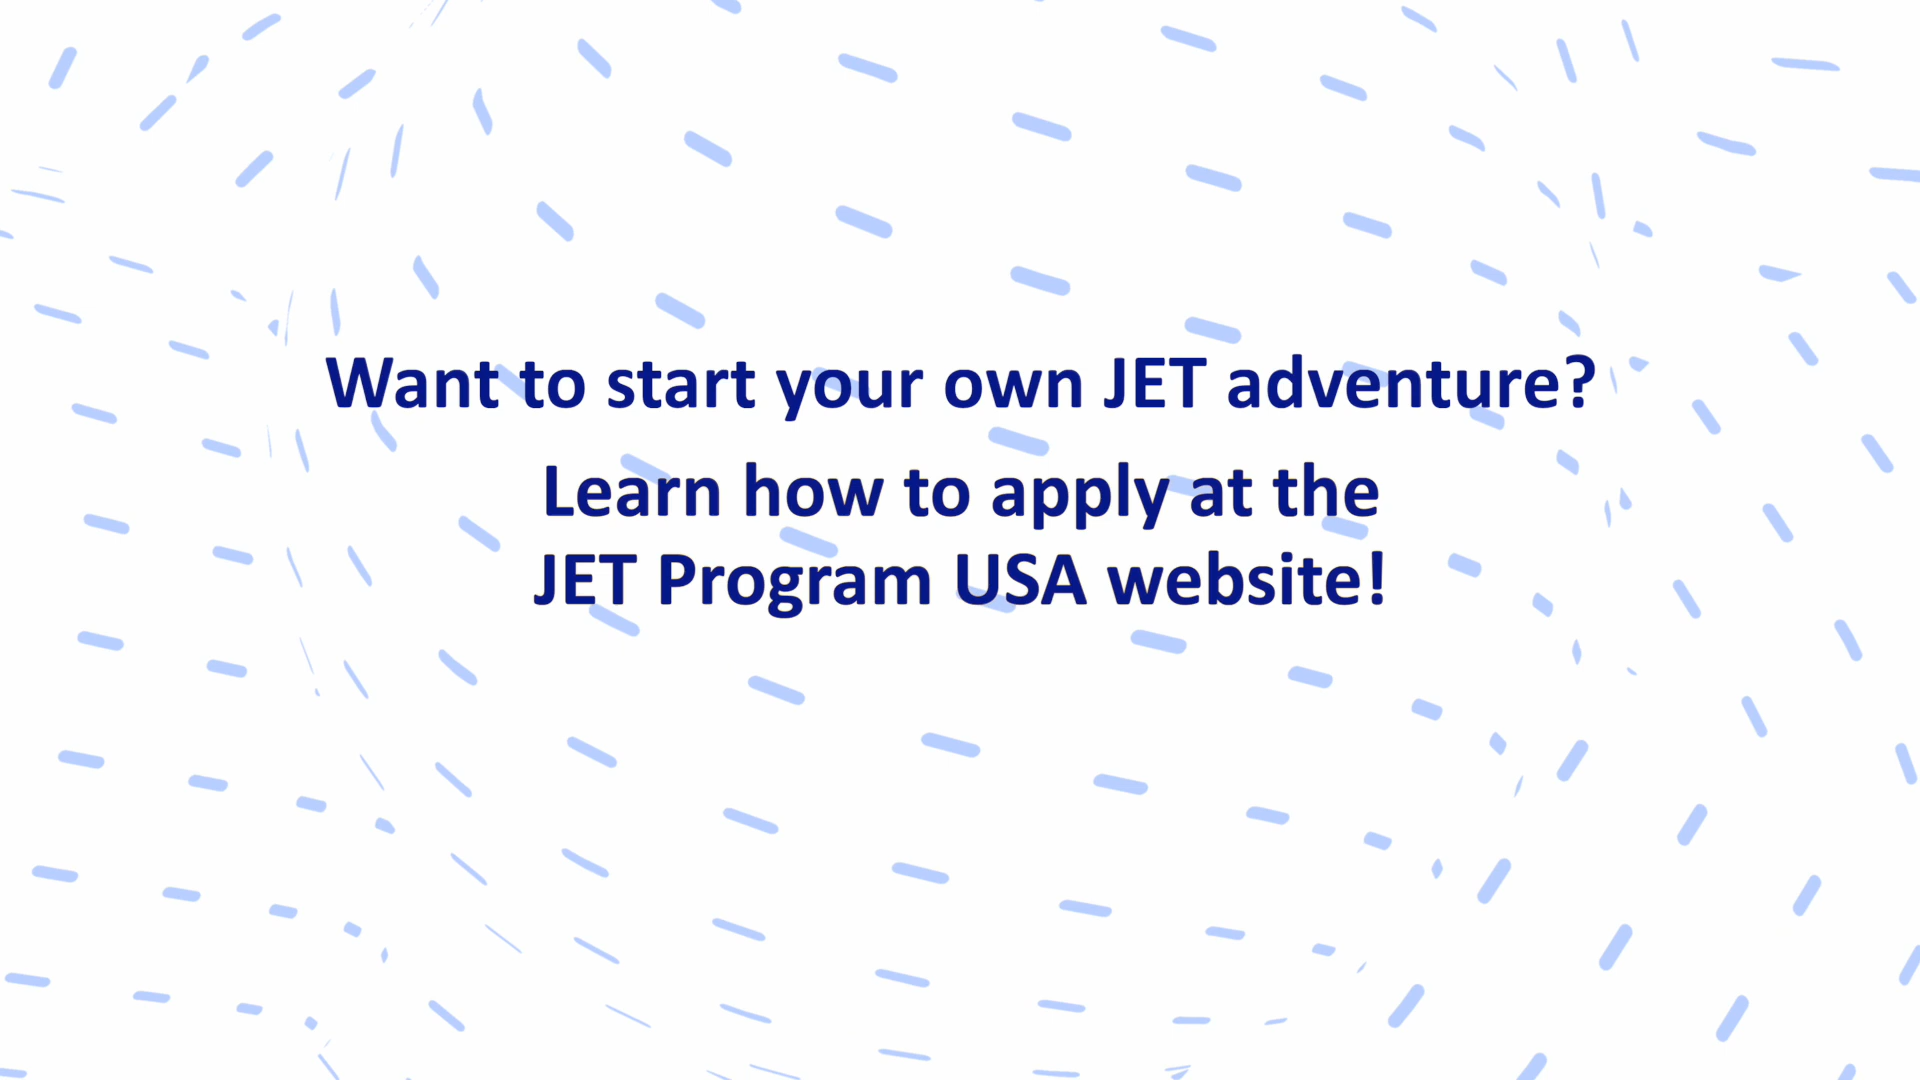 Want to start your own JET adventure?
Learn how to apply at the
JET Program USA website!